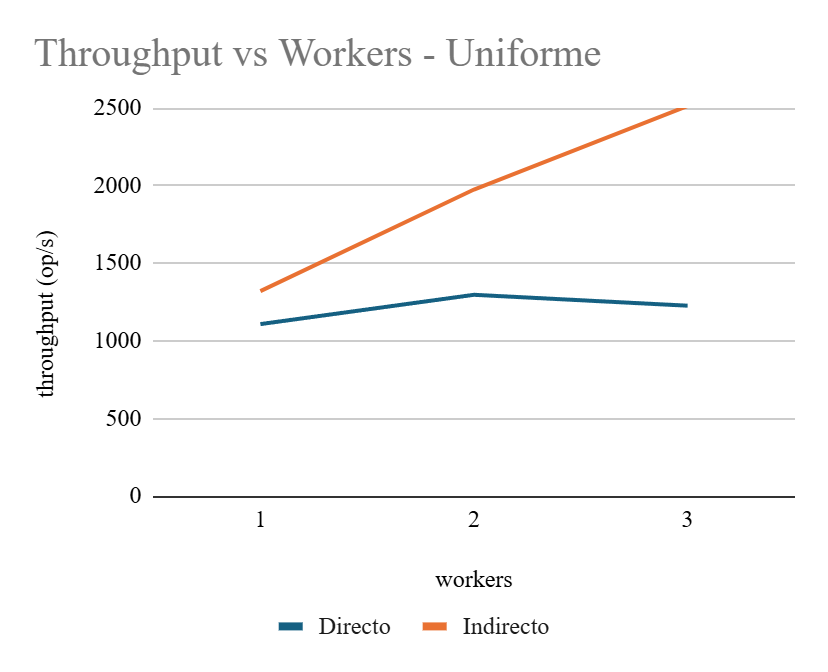 Throughput vs Workers - Uniforme
2500
2000
1500
1000
500
0
throughput (op/s)
1 2 3
workers
Directo Indirecto